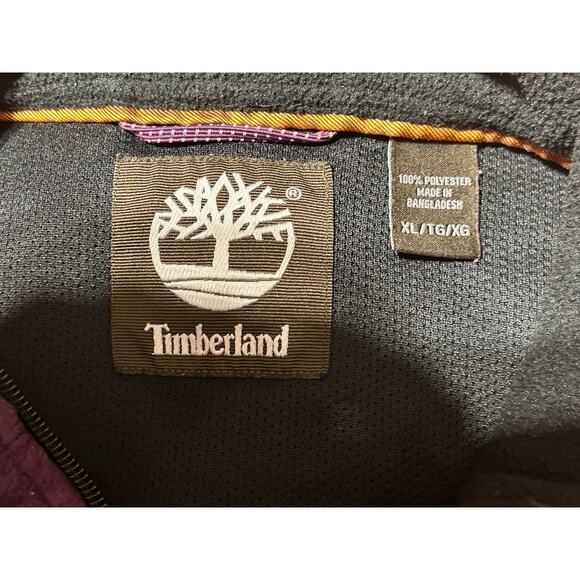 ®
Timberland
100% POLYESTER
MADE IN
BANGLADESH
XL/TG/XG